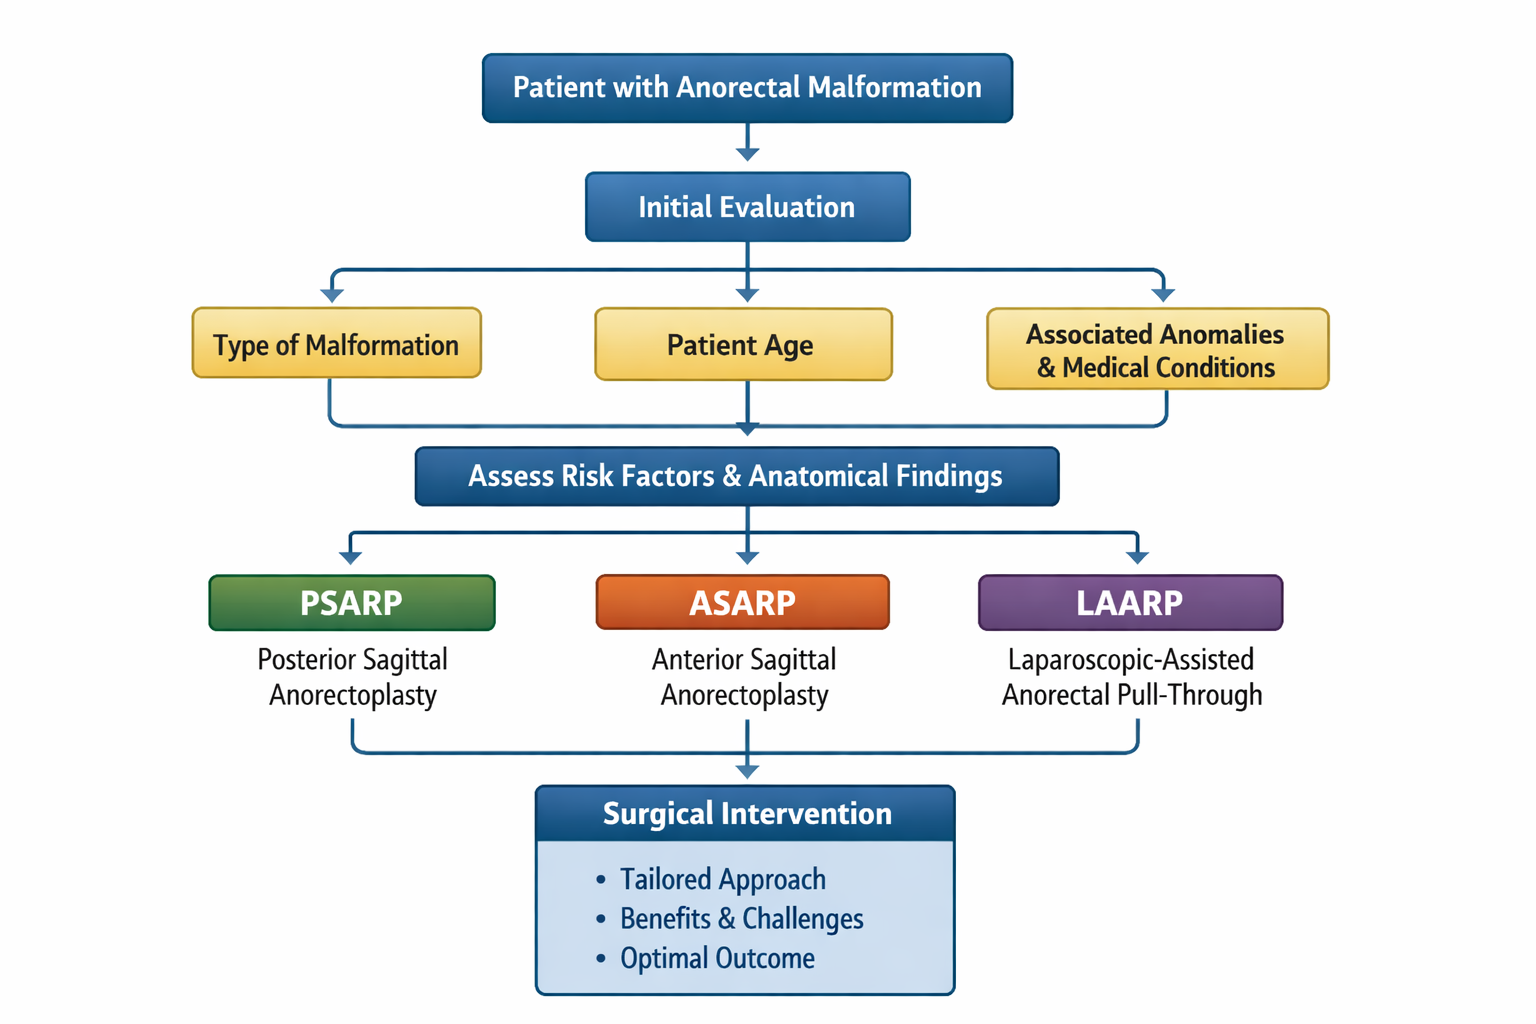 Patient with Anorectal Malformation
Initial Evaluation
Type of Malformation
Patient Age
Associated Anomalies
& Medical Conditions
Assess Risk Factors & Anatomical Findings
PSARP
Posterior Sagittal
Anorectoplasty
ASARP
Anterior Sagittal
Anorectoplasty
LAARP
Laparoscopic-Assisted
Anorectal Pull-Through
Surgical Intervention
• Tailored Approach
• Benefits & Challenges
• Optimal Outcome